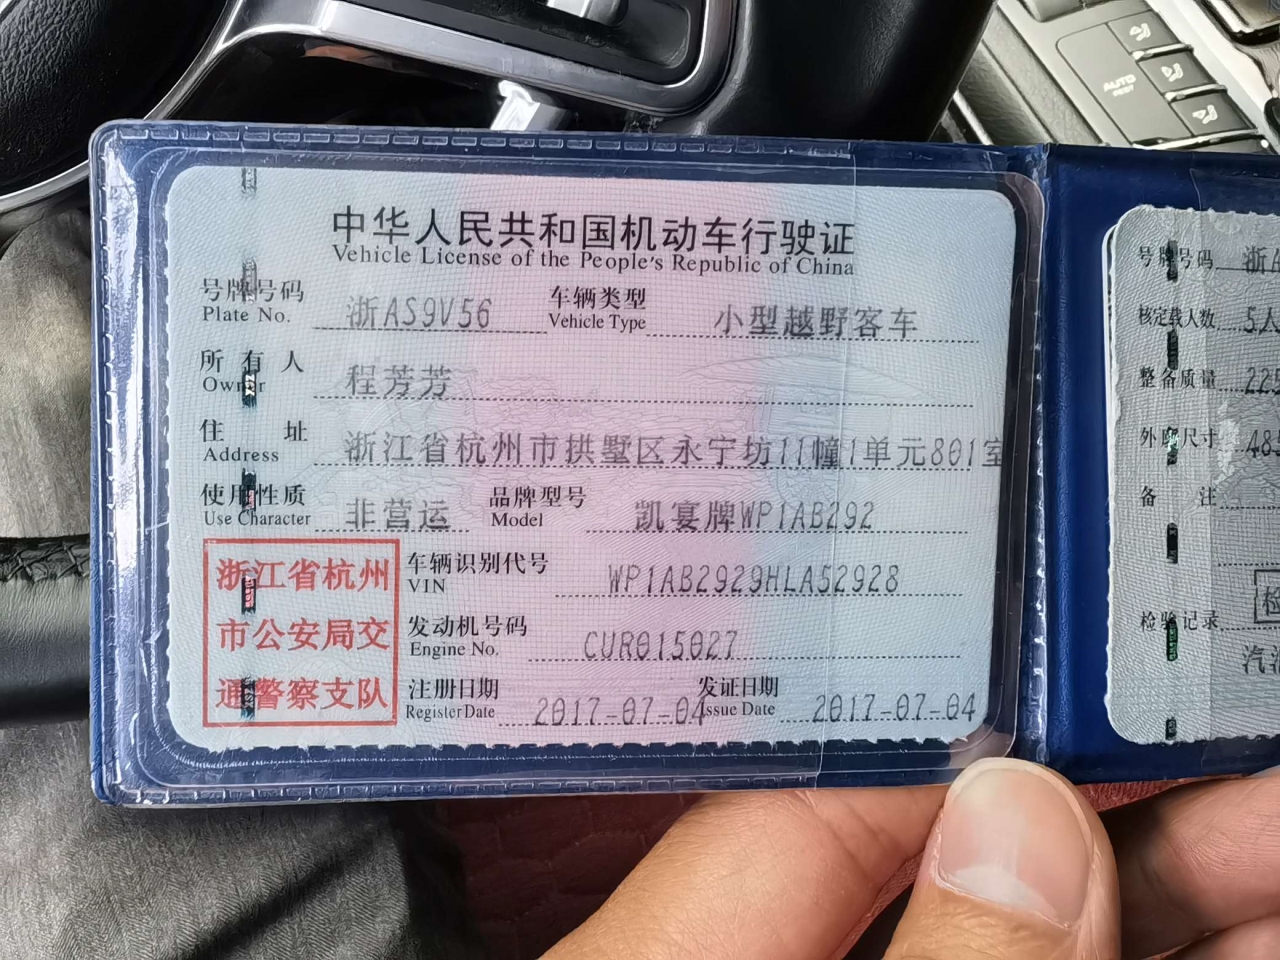 AUTO
中华人民共和国机动车行驶证
Vehicle License of the People's Republic of China
号牌号码 浙AS9V56 车辆类型 小型越野客车
Plate No. Vehicle Type
所有人 程芳芳
Owner
住址 浙江省杭州市拱墅区永宁坊11幢1单元801室
Address
使用性质 非营运 品牌型号 凯宴牌WP1AB292
Use Character Model
浙江省杭州
市公安局交
通警察支队
车辆识别代号 WP1AB2929HLA52928
VIN
发动机号码 CUR015027
Engine No.
注册日期 2017-07-04 发证日期 2017-07-04
Register Date Issue Date
号牌号码 浙A
核定载人数 5人
整备质量 225
外廓尺寸 48
备注
检验记录